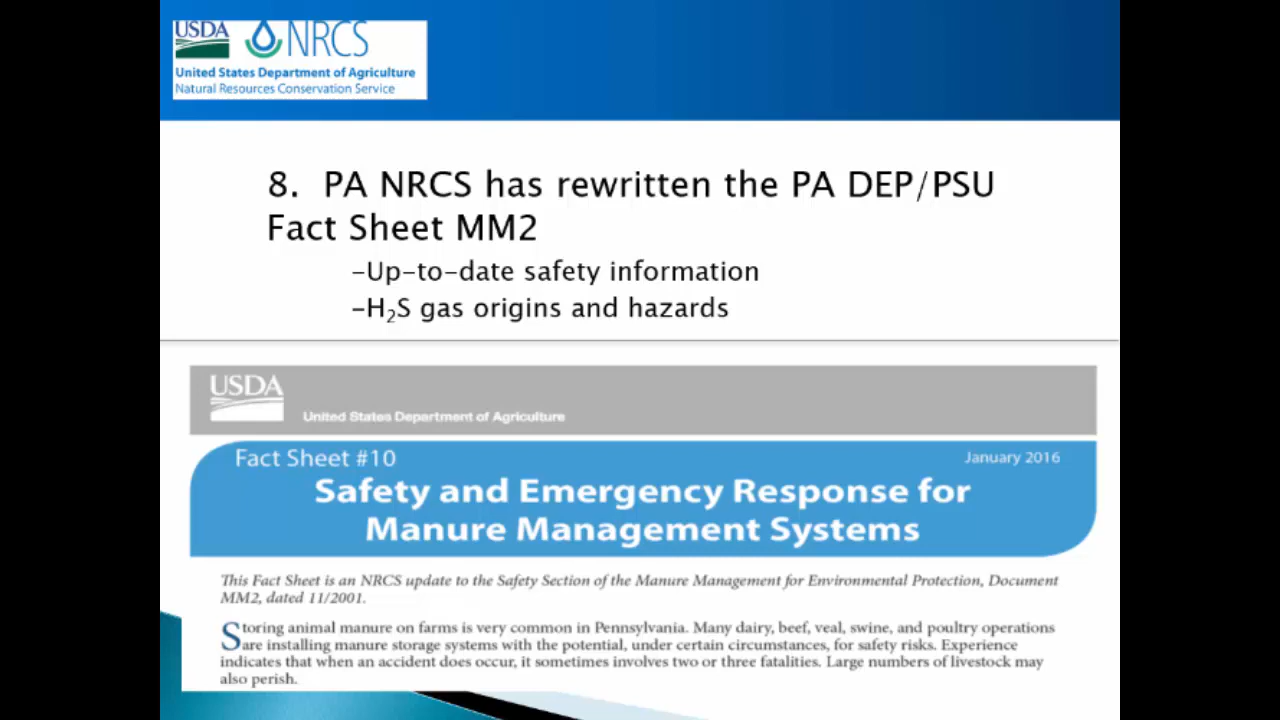 USDA NRCS
United States Department of Agriculture
Natural Resources Conservation Service
8. PA NRCS has rewritten the PA DEP/PSU
Fact Sheet MM2
–Up–to–date safety information
–H₂S gas origins and hazards
USDA
United States Department of Agriculture
Fact Sheet #10
January 2016
Safety and Emergency Response for
Manure Management Systems
This Fact Sheet is an NRCS update to the Safety Section of the Manure Management for Environmental Protection, Document
MM2, dated 11/2001.
Storing animal manure on farms is very common in Pennsylvania. Many dairy, beef, veal, swine, and poultry operations
are installing manure storage systems with the potential, under certain circumstances, for safety risks. Experience
indicates that when an accident does occur, it sometimes involves two or three fatalities. Large numbers of livestock may
also perish.